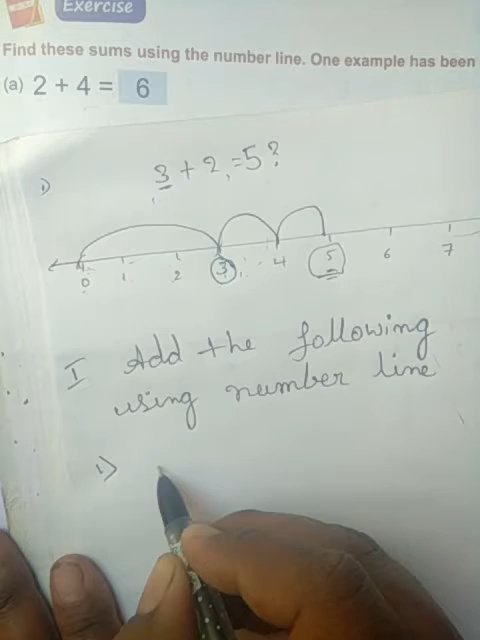 Exercise
Find these sums using the number line. One example has been
(a) 2 + 4 = 6
1) 3 + 2 = 5?
0 1 2 3 4 5 6 7
I Add the following
using number line
1)